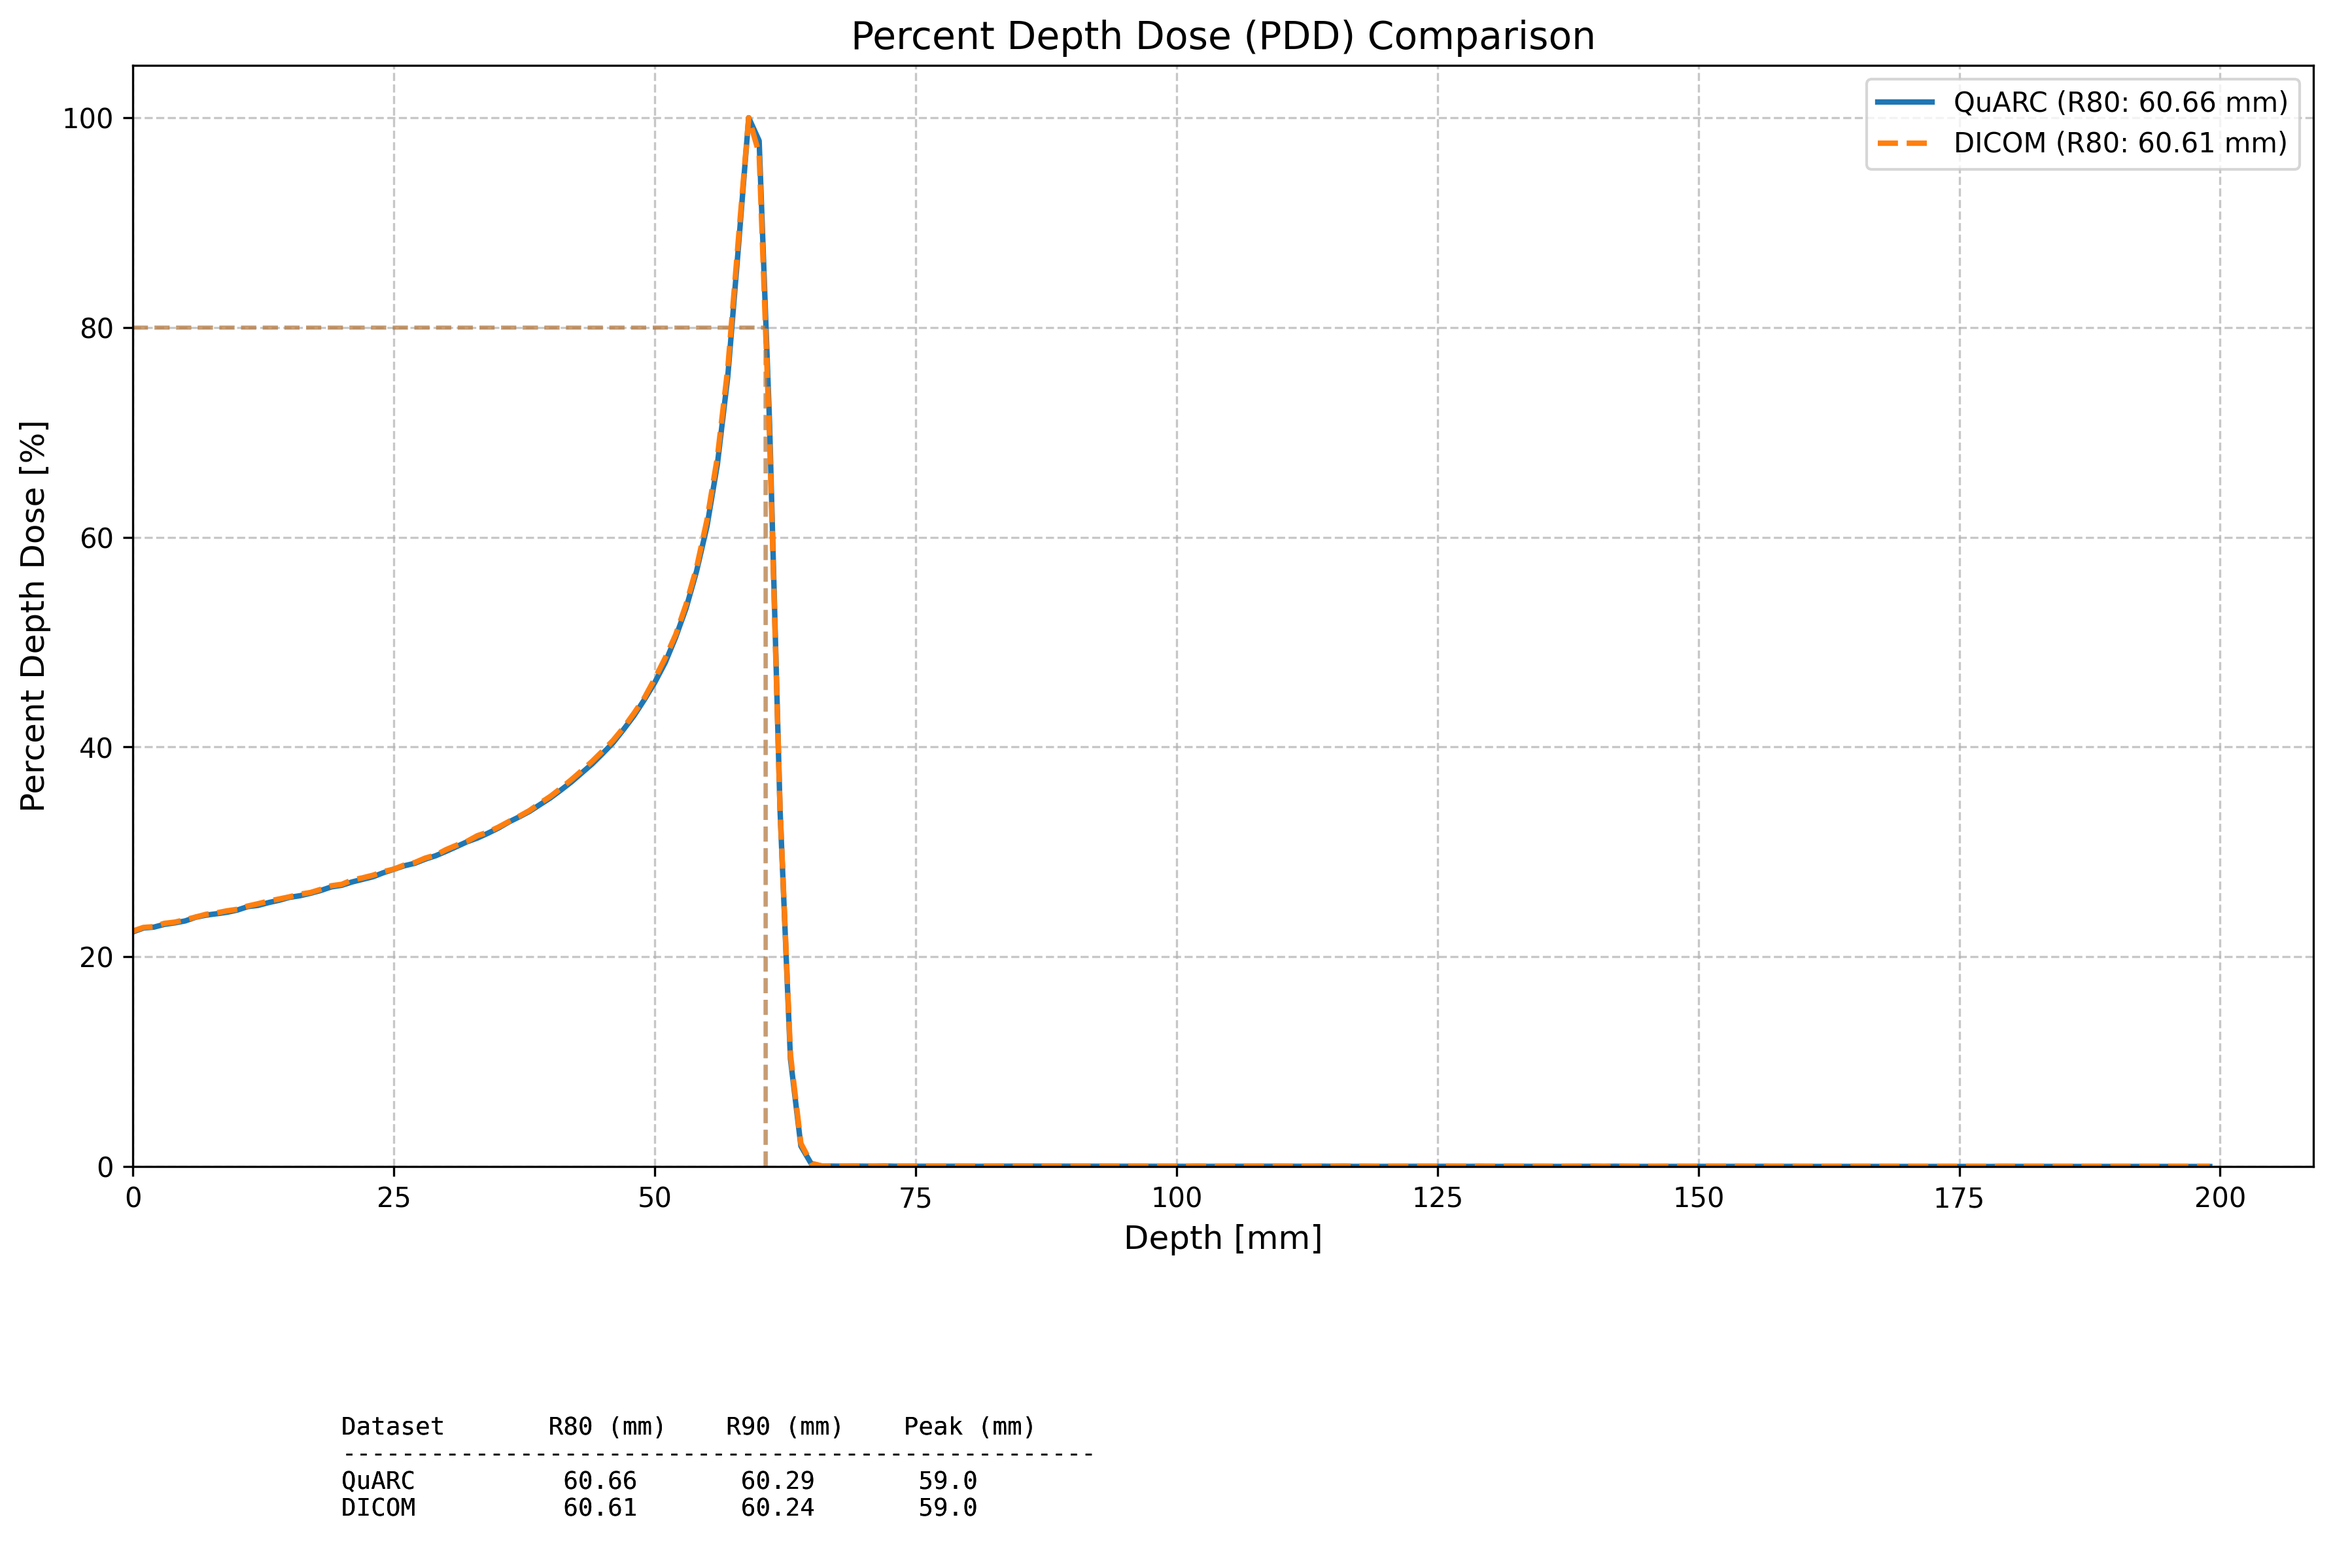 Percent Depth Dose (PDD) Comparison
QuARC (R80: 60.66 mm)
DICOM (R80: 60.61 mm)
Percent Depth Dose [%]
100
80
60
40
20
0
0 25 50 75 100 125 150 175 200
Depth [mm]
Dataset R80 (mm) R90 (mm) Peak (mm)
---------------------------------------------------
QuARC 60.66 60.29 59.0
DICOM 60.61 60.24 59.0